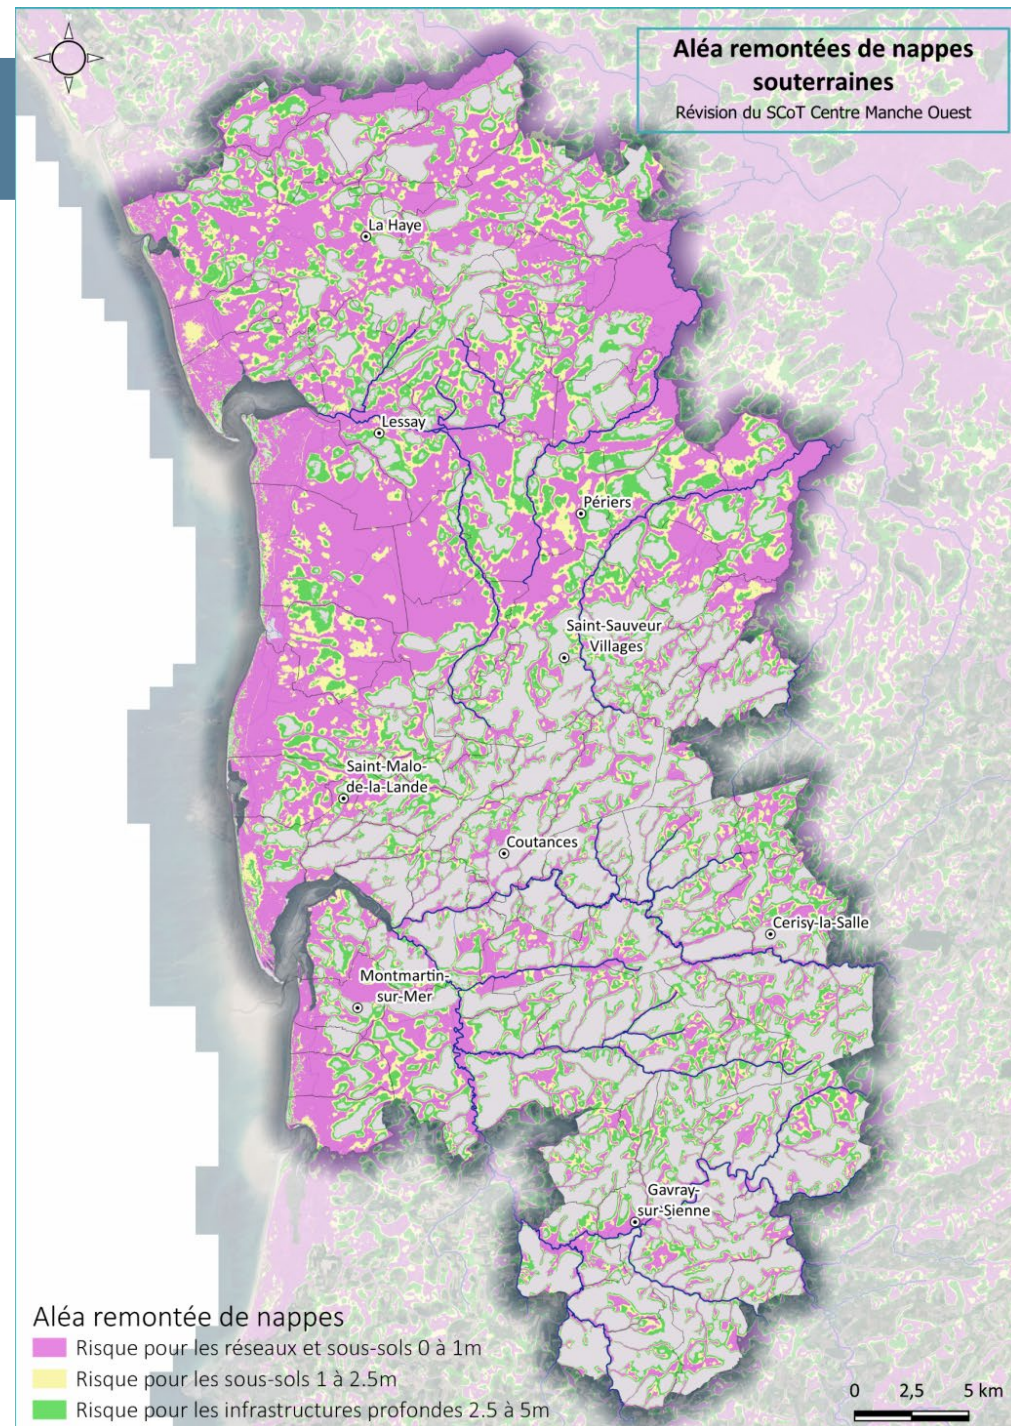 Aléa remontées de nappes
souterraines
Révision du SCoT Centre Manche Ouest
La Haye
Lessay
Périers
Saint-Sauveur
Villages
Saint-Malo-
de-la-Lande
Coutances
Cerisy-la-Salle
Montmartin-
sur-Mer
Gavray-
sur-Sienne
Aléa remontée de nappes
Risque pour les réseaux et sous-sols 0 à 1m
Risque pour les sous-sols 1 à 2.5m
Risque pour les infrastructures profondes 2.5 à 5m
0 2,5 5 km